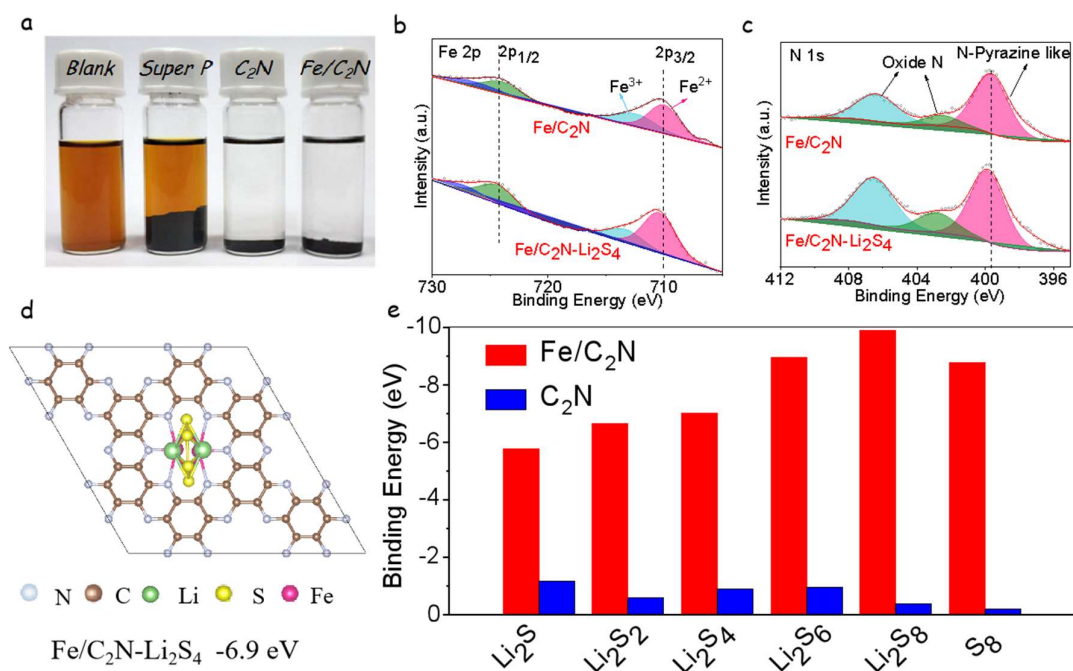 a
Blank
Super P
C₂N
Fe/C₂N
b
Fe 2p
2p₁/₂
2p₃/₂
Fe³⁺
Fe²⁺
Fe/C₂N
Fe/C₂N-Li₂S₄
Intensity (a.u.)
730 720 710
Binding Energy (eV)
c
N 1s
Oxide N
N-Pyrazine like
Fe/C₂N
Fe/C₂N-Li₂S₄
Intensity (a.u.)
412 408 404 400 396
Binding Energy (eV)
d
N C Li S Fe
Fe/C₂N-Li₂S₄ -6.9 eV
e
Fe/C₂N
C₂N
Binding Energy (eV)
-10
-8
-6
-4
-2
0
Li₂S Li₂S₂ Li₂S₄ Li₂S₆ Li₂S₈ S₈